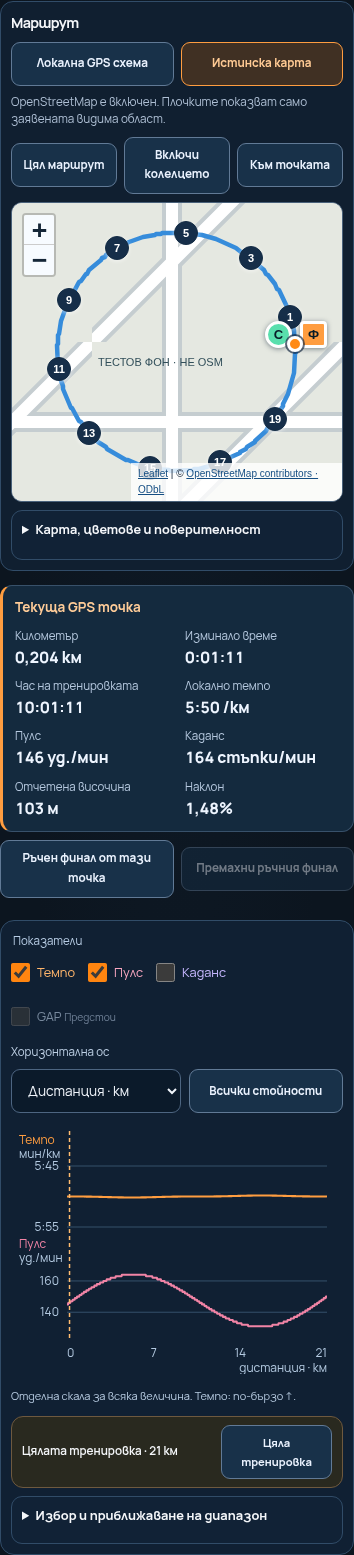 Маршрут
Локална GPS схема
Истинска карта
OpenStreetMap е включен. Плочките показват само
заявената видима област.
Цял маршрут
Включи
колелцето
Към точката
+
−
5
7
3
9
1
С
Ф
11
ТЕСТОВ ФОН · НЕ OSM
19
13
17
Leaflet | © OpenStreetMap contributors ·
ODbL
▶ Карта, цветове и поверителност
Текуща GPS точка
Километър
Изминало време
0,204 км
0:01:11
Час на тренировката
Локално темпо
10:01:11
5:50 /км
Пулс
Каданс
146 уд./мин
164 стъпки/мин
Отчетена височина
Наклон
103 м
1,48%
Ръчен финал от тази
точка
Премахни ръчния финал
Показатели
Темпо
Пулс
Каданс
GAP Предстои
Хоризонтална ос
Дистанция · км
Всички стойности
Темпо
мин/км
5:45
5:55
Пулс
уд./мин
160
140
0
7
14
21
дистанция · км
Отделна скала за всяка величина. Темпо: по-бързо ↑.
Цялата тренировка · 21 км
Цяла
тренировка
▶ Избор и приближаване на диапазон